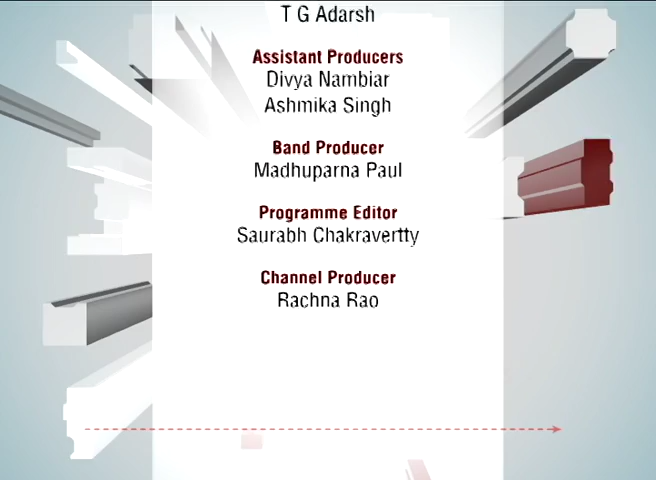 T G Adarsh
Assistant Producers
Divya Nambiar
Ashmika Singh
Band Producer
Madhuparna Paul
Programme Editor
Saurabh Chakravertty
Channel Producer
Rachna Rao